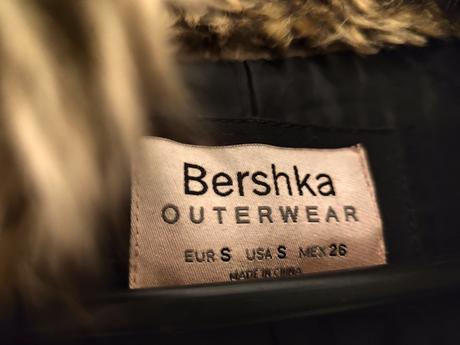 Bershka
OUTERWEAR
EUR S USA S MEX 26
MADE IN CHINA